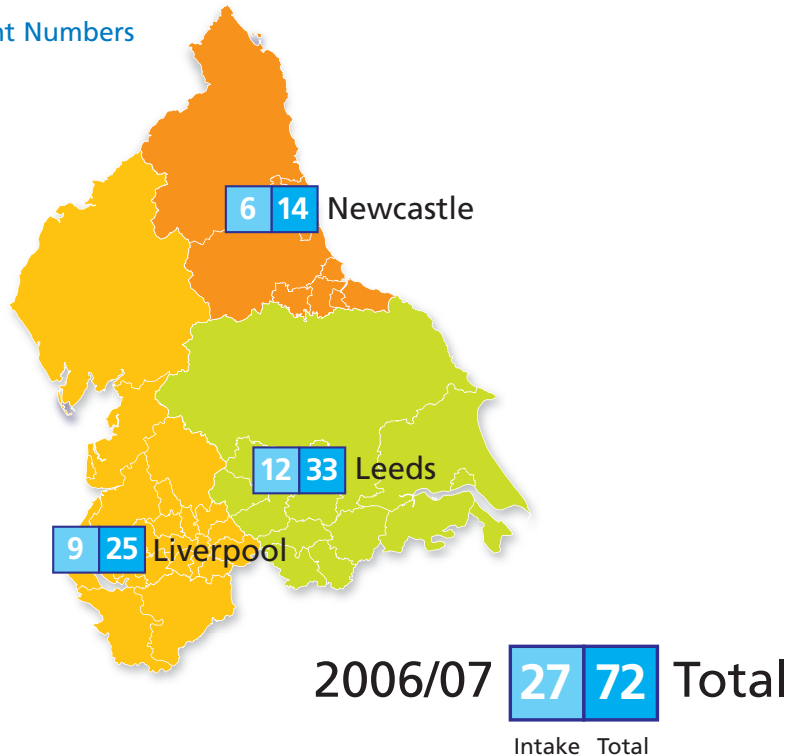 nt Numbers
6 14 Newcastle
12 33 Leeds
9 25 Liverpool
2006/07 27 72 Total
Intake Total